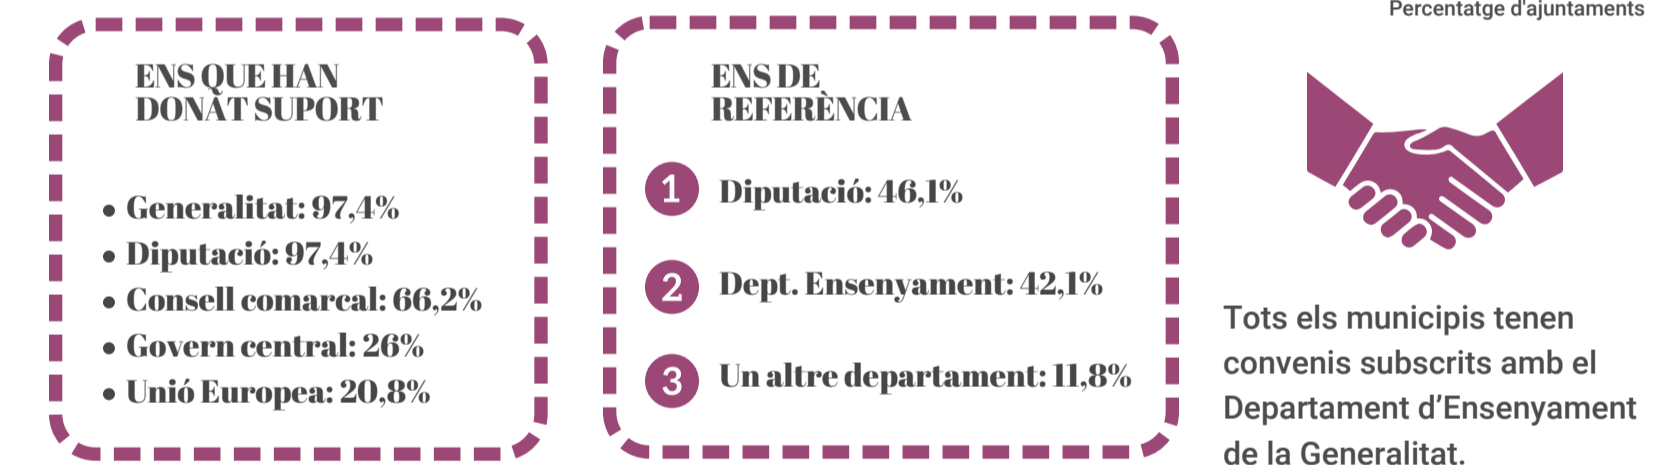 Percentatge d'ajuntaments
ENS QUE HAN
DONAT SUPORT
• Generalitat: 97,4%
• Diputació: 97,4%
• Consell comarcal: 66,2%
• Govern central: 26%
• Unió Europea: 20,8%
ENS DE
REFERÈNCIA
1 Diputació: 46,1%
2 Dept. Ensenyament: 42,1%
3 Un altre departament: 11,8%
Tots els municipis tenen
convenis subscrits amb el
Departament d’Ensenyament
de la Generalitat.